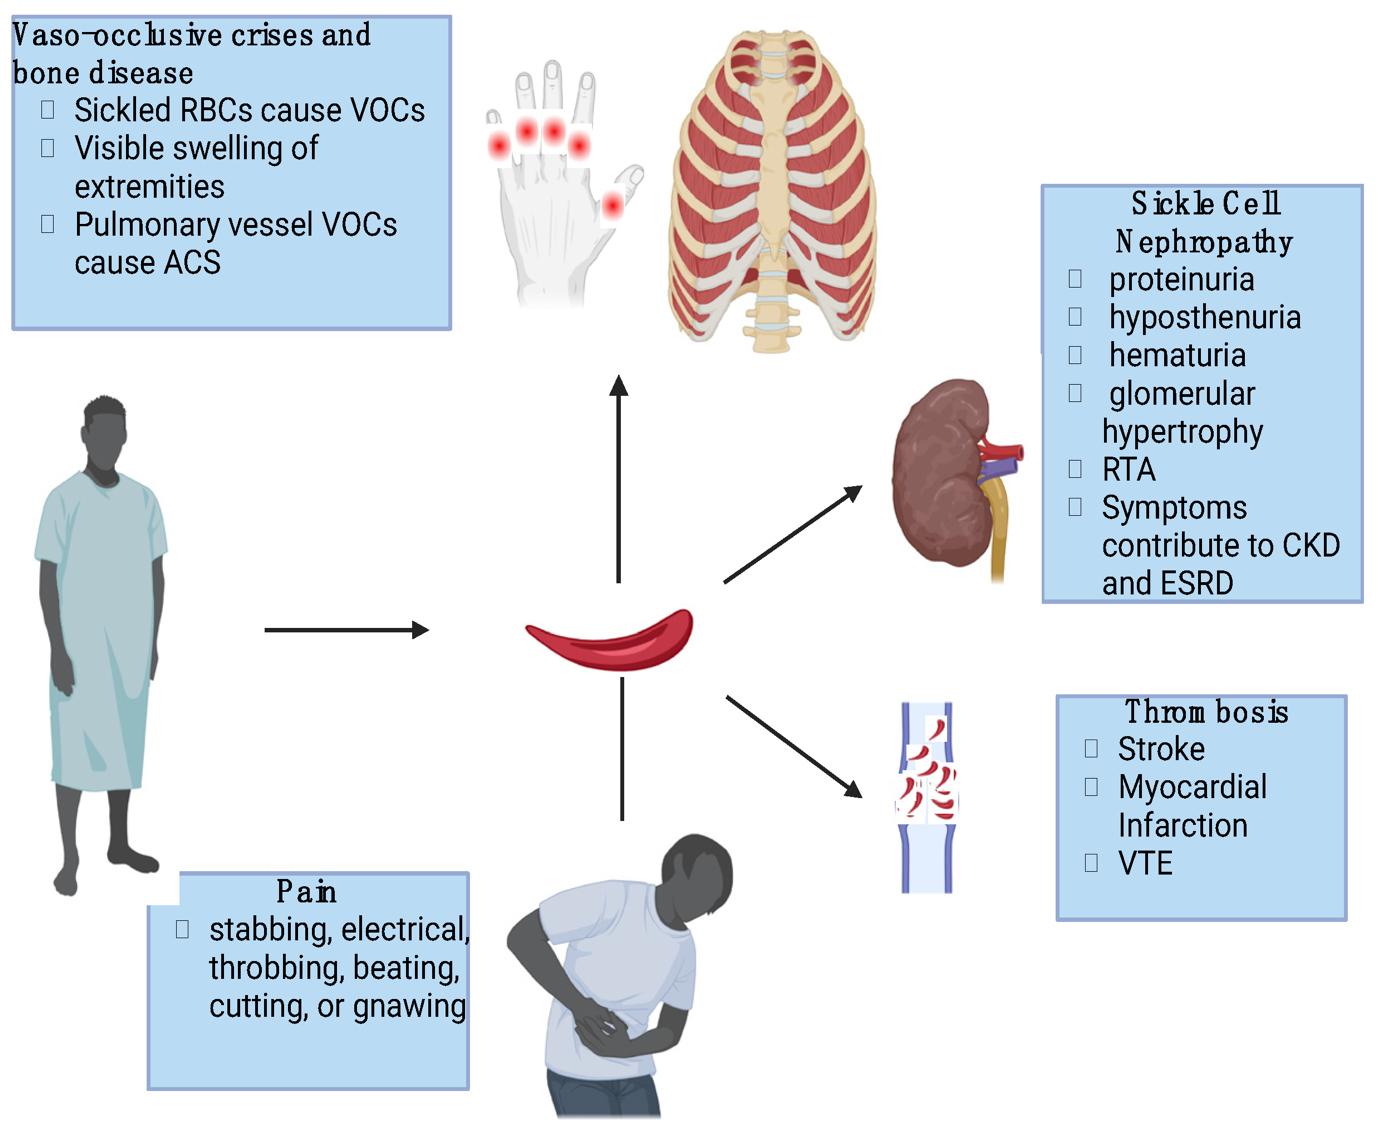 Vaso-occlusive crises and
bone disease
Sickled RBCs cause VOCs
Visible swelling of
extremities
Pulmonary vessel VOCs
cause ACS
Sickle Cell
Nephropathy
proteinuria
hyposthenuria
hematuria
glomerular
hypertrophy
RTA
Symptoms
contribute to CKD
and ESRD
Thrombosis
Stroke
Myocardial
Infarction
VTE
Pain
stabbing, electrical,
throbbing, beating,
cutting, or gnawing